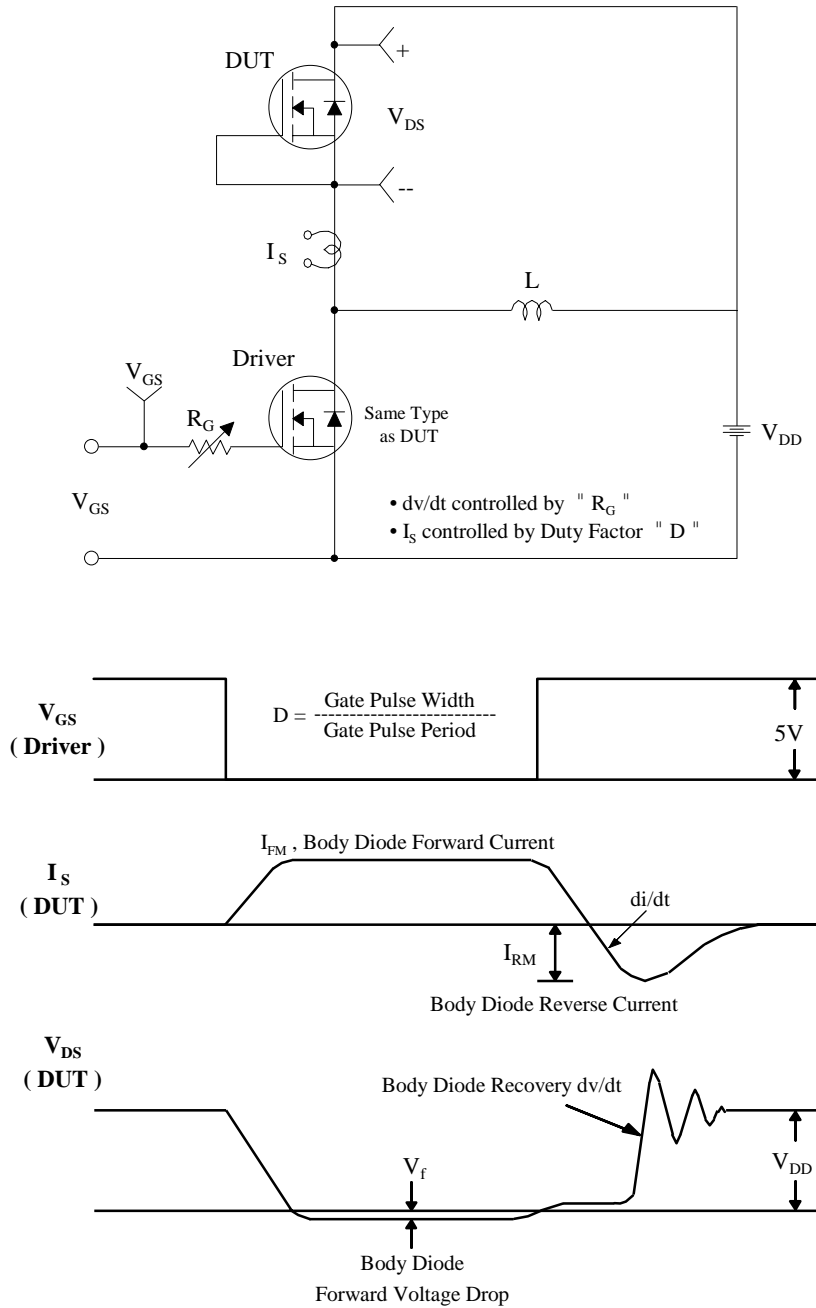 +
DUT
V_DS
--
I_S
L
Driver
V_GS
R_G
Same Type
as DUT
V_DD
V_GS
• dv/dt controlled by " R_G "
• I_S controlled by Duty Factor " D "
V_GS
( Driver )
D = Gate Pulse Width
--------------------------
Gate Pulse Period
5V
I_FM , Body Diode Forward Current
I_S
( DUT )
di/dt
I_RM
Body Diode Reverse Current
V_DS
( DUT )
Body Diode Recovery dv/dt
V_f
V_DD
Body Diode
Forward Voltage Drop